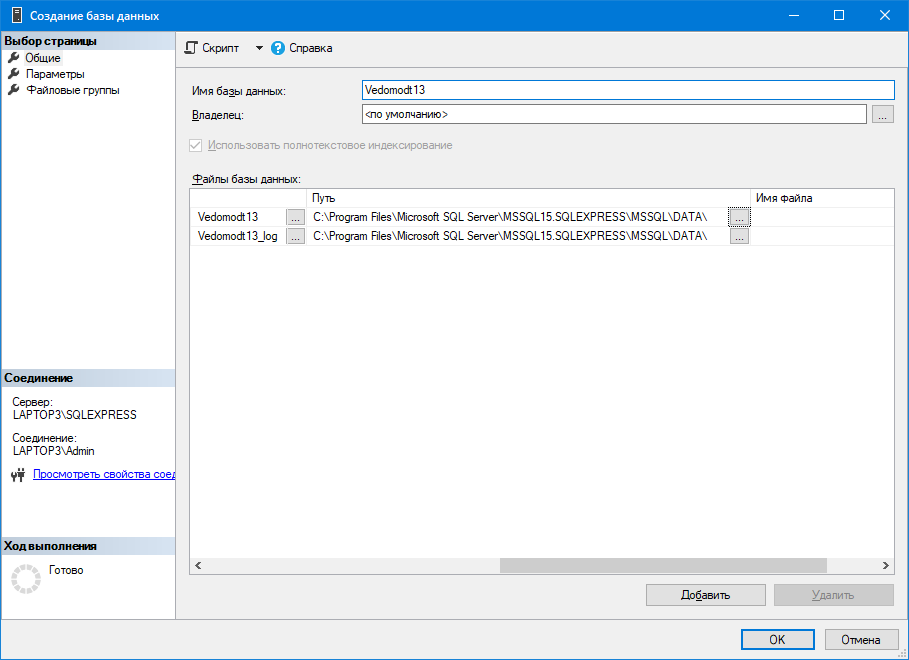 Создание базы данных
Выбор страницы
Общие
Параметры
Файловые группы
Скрипт
Справка
Имя базы данных: Vedomodt13
Владелец: <по умолчанию> ...
Использовать полнотекстовое индексирование
Файлы базы данных:
Путь Имя файла
Vedomodt13 ... C:\Program Files\Microsoft SQL Server\MSSQL15.SQLEXPRESS\MSSQL\DATA\ ...
Vedomodt13_log ... C:\Program Files\Microsoft SQL Server\MSSQL15.SQLEXPRESS\MSSQL\DATA\ ...
Соединение
Сервер:
LAPTOP3\SQLEXPRESS
Соединение:
LAPTOP3\Admin
Просмотреть свойства соед
Ход выполнения
Готово
Добавить Удалить
OK Отмена